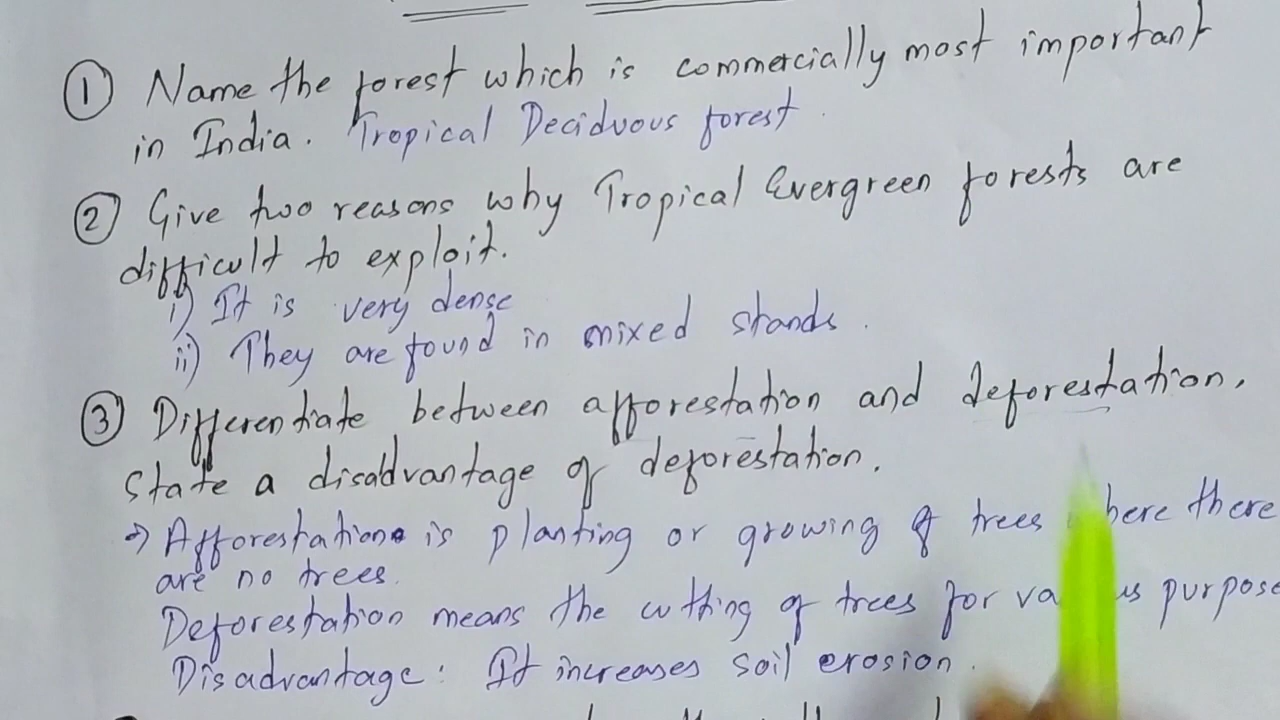 ① Name the forest which is commercially most important
in India. Tropical Deciduous forest.
② Give two reasons why Tropical Evergreen forests are
difficult to exploit.
i) It is very dense
ii) They are found in mixed stands.
③ Differentiate between afforestation and deforestation.
State a disadvantage of deforestation.
→ Afforestation is planting or growing of trees there
are no trees.
Deforestation means the cutting of trees for purpose
Disadvantage: It increases soil erosion.